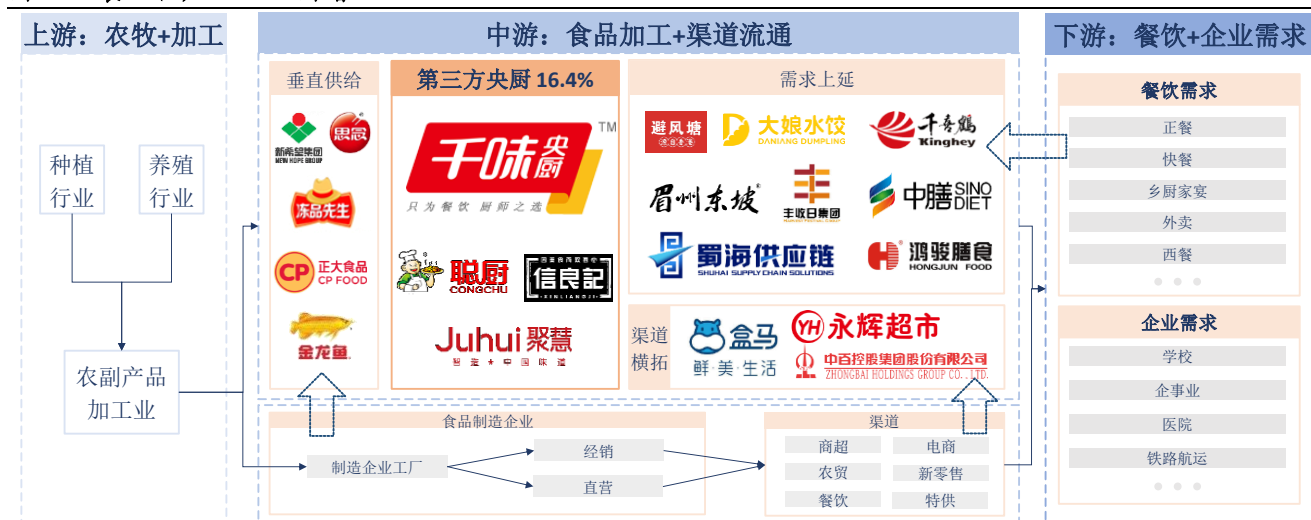 上游：农牧+加工
种植
行业
养殖
行业
农副产品
加工业
中游：食品加工+渠道流通
垂直供给
新希望集团
NEW HOPE GROUP
思念
冻品先生
CP
正大食品
CP FOOD
金龙鱼
第三方央厨 16.4%
千味央厨
TM
只为餐饮 厨师之选
聪厨
CONGCHU
信良記
XINLIANGJI
Juhui 聚慧
智造★中国味道
需求上延
避风塘
大娘水饺
DANIANG DUMPLING
千喜鹤
Kinghey
眉州东坡
丰收日集团
中膳 SINO DIET
蜀海供应链
SHUHAI SUPPLY CHAIN SOLUTIONS
鸿骏膳食
HONGJUN FOOD
渠道
横拓
盒马
鲜·美·生活
YH 永辉超市
中百控股集团股份有限公司
ZHONGBAI HOLDINGS GROUP CO., LTD.
食品制造企业
制造企业工厂
经销
直营
渠道
商超
电商
农贸
新零售
餐饮
特供
下游：餐饮+企业需求
餐饮需求
正餐
快餐
乡厨家宴
外卖
西餐
企业需求
学校
企事业
医院
铁路航运